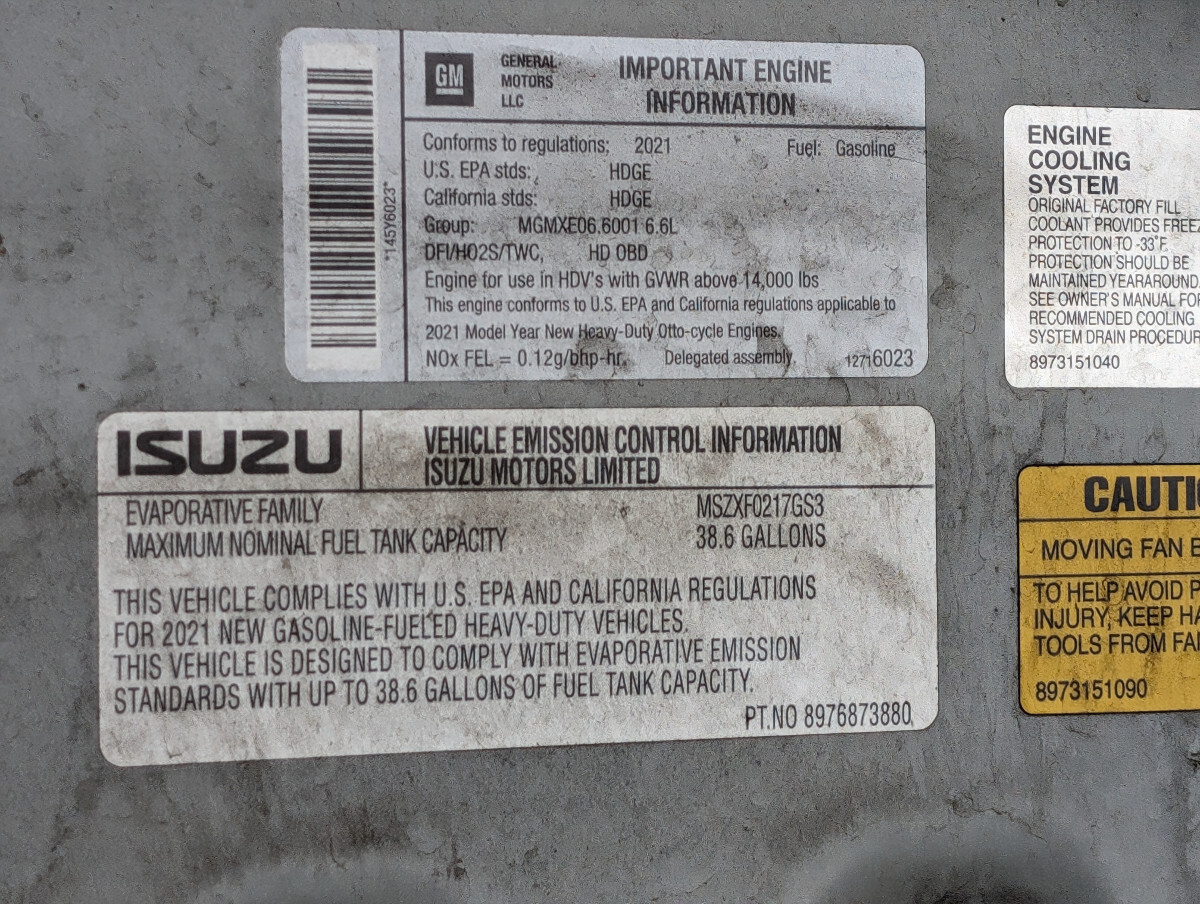 GM
GENERAL
MOTORS
LLC
IMPORTANT ENGINE
INFORMATION
Conforms to regulations: 2021 Fuel: Gasoline
U.S. EPA stds: HDGE
California stds: HDGE
Group: MGMXE06.6001 6.6L
DFI/HO2S/TWC, HD OBD
Engine for use in HDV's with GVWR above 14,000 lbs
This engine conforms to U.S. EPA and California regulations applicable to
2021 Model Year New Heavy-Duty Otto-cycle Engines.
NOx FEL = 0.12g/bhp-hr. Delegated assembly. 12716023
*145Y6023*
ISUZU
VEHICLE EMISSION CONTROL INFORMATION
ISUZU MOTORS LIMITED
EVAPORATIVE FAMILY MSZXF0217GS3
MAXIMUM NOMINAL FUEL TANK CAPACITY 38.6 GALLONS
THIS VEHICLE COMPLIES WITH U.S. EPA AND CALIFORNIA REGULATIONS
FOR 2021 NEW GASOLINE-FUELED HEAVY-DUTY VEHICLES.
THIS VEHICLE IS DESIGNED TO COMPLY WITH EVAPORATIVE EMISSION
STANDARDS WITH UP TO 38.6 GALLONS OF FUEL TANK CAPACITY.
PT.NO 8976873880
ENGINE
COOLING
SYSTEM
ORIGINAL FACTORY FILL
COOLANT PROVIDES FREEZ
PROTECTION TO -33°F.
PROTECTION SHOULD BE
MAINTAINED YEARAROUND
SEE OWNER'S MANUAL FO
RECOMMENDED COOLING
SYSTEM DRAIN PROCEDUR
8973151040
CAUTI
MOVING FAN B
TO HELP AVOID P
INJURY, KEEP HA
TOOLS FROM FA
8973151090